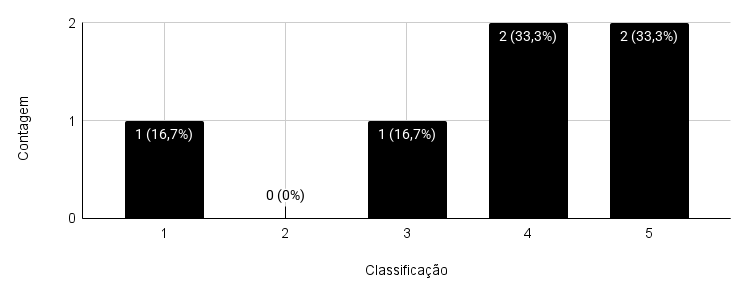 2
1
0
Contagem
1 (16,7%)
0 (0%)
1 (16,7%)
2 (33,3%)
2 (33,3%)
1 2 3 4 5
Classificação